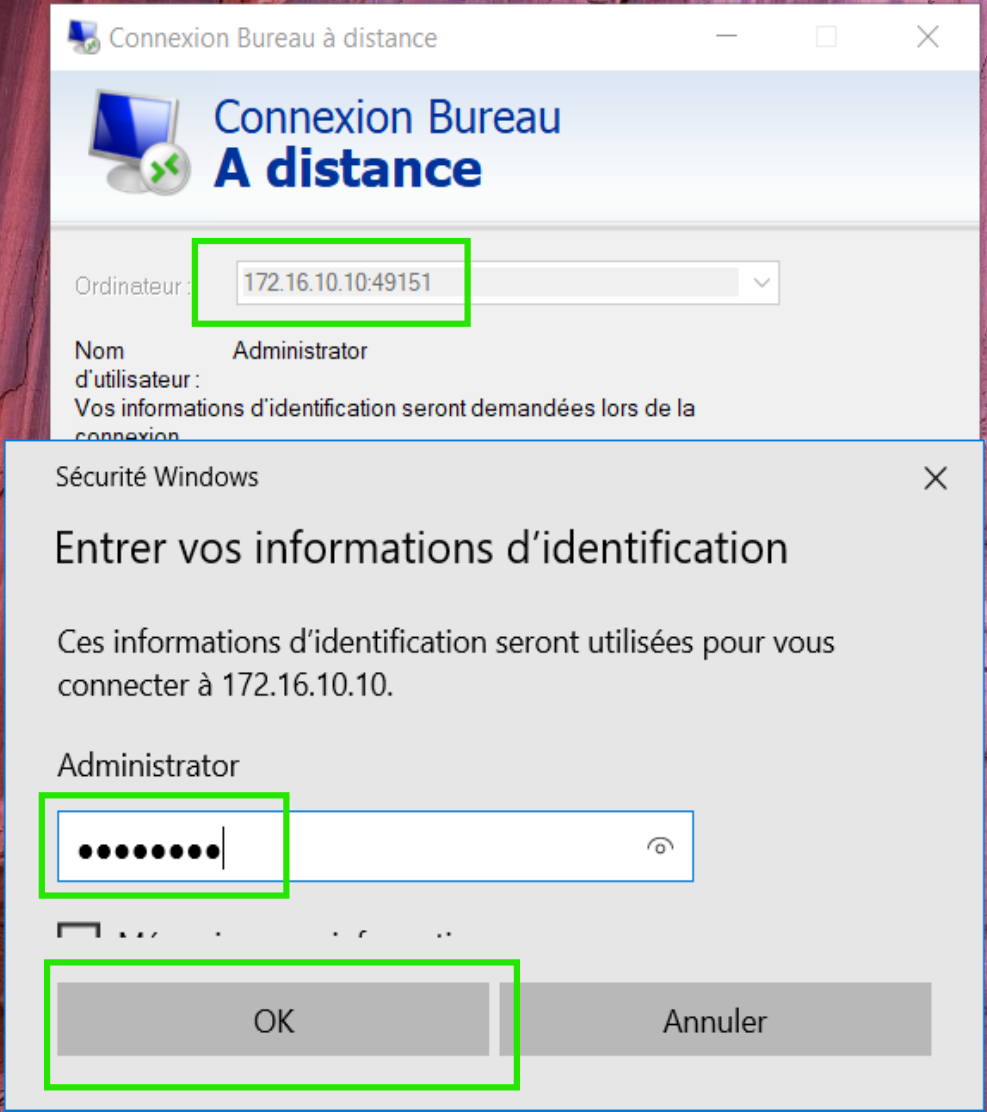 Connexion Bureau à distance
Connexion Bureau
A distance
Ordinateur : 172.16.10.10:49151
Nom Administrator
d'utilisateur :
Vos informations d'identification seront demandées lors de la
connexion
Sécurité Windows
Entrer vos informations d'identification
Ces informations d'identification seront utilisées pour vous
connecter à 172.16.10.10.
Administrator
OK Annuler